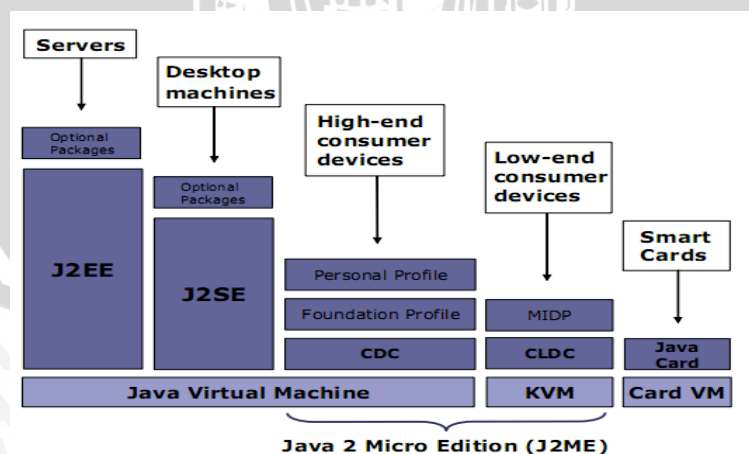 Servers
Desktop
machines
High-end
consumer
devices
Low-end
consumer
devices
Smart
Cards
Optional
Packages
J2EE
Optional
Packages
J2SE
Personal Profile
Foundation Profile
CDC
MIDP
CLDC
Java
Card
Java Virtual Machine
KVM
Card VM
Java 2 Micro Edition (J2ME)